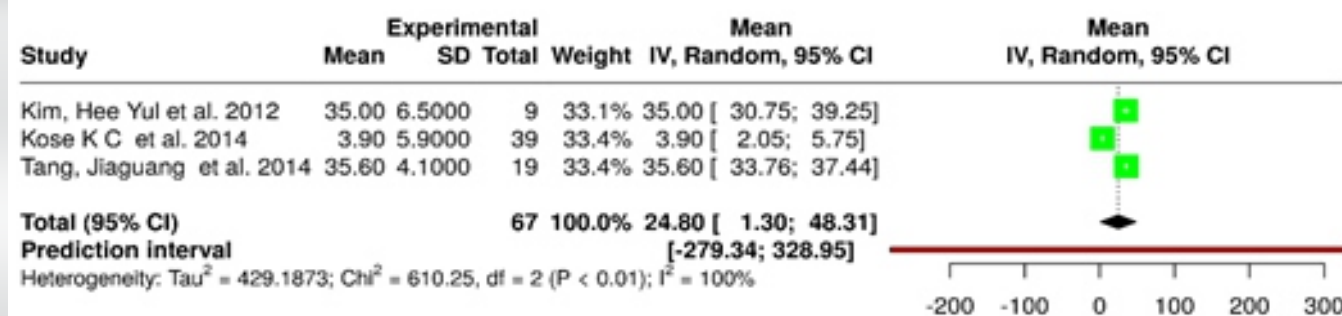 Experimental Mean Mean
Study Mean SD Total Weight IV, Random, 95% CI IV, Random, 95% CI
Kim, Hee Yul et al. 2012 35.00 6.5000 9 33.1% 35.00 [ 30.75; 39.25]
Kose K C et al. 2014 3.90 5.9000 39 33.4% 3.90 [ 2.05; 5.75]
Tang, Jiaguang et al. 2014 35.60 4.1000 19 33.4% 35.60 [ 33.76; 37.44]
Total (95% CI) 67 100.0% 24.80 [ 1.30; 48.31]
Prediction interval [-279.34; 328.95]
Heterogeneity: Tau² = 429.1873; Chi² = 610.25, df = 2 (P < 0.01); I² = 100%
-200 -100 0 100 200 300